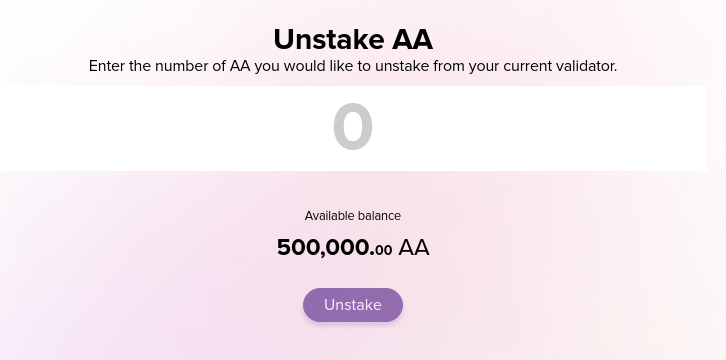 Unstake AA
Enter the number of AA you would like to unstake from your current validator.
0
Available balance
500,000.00 AA
Unstake